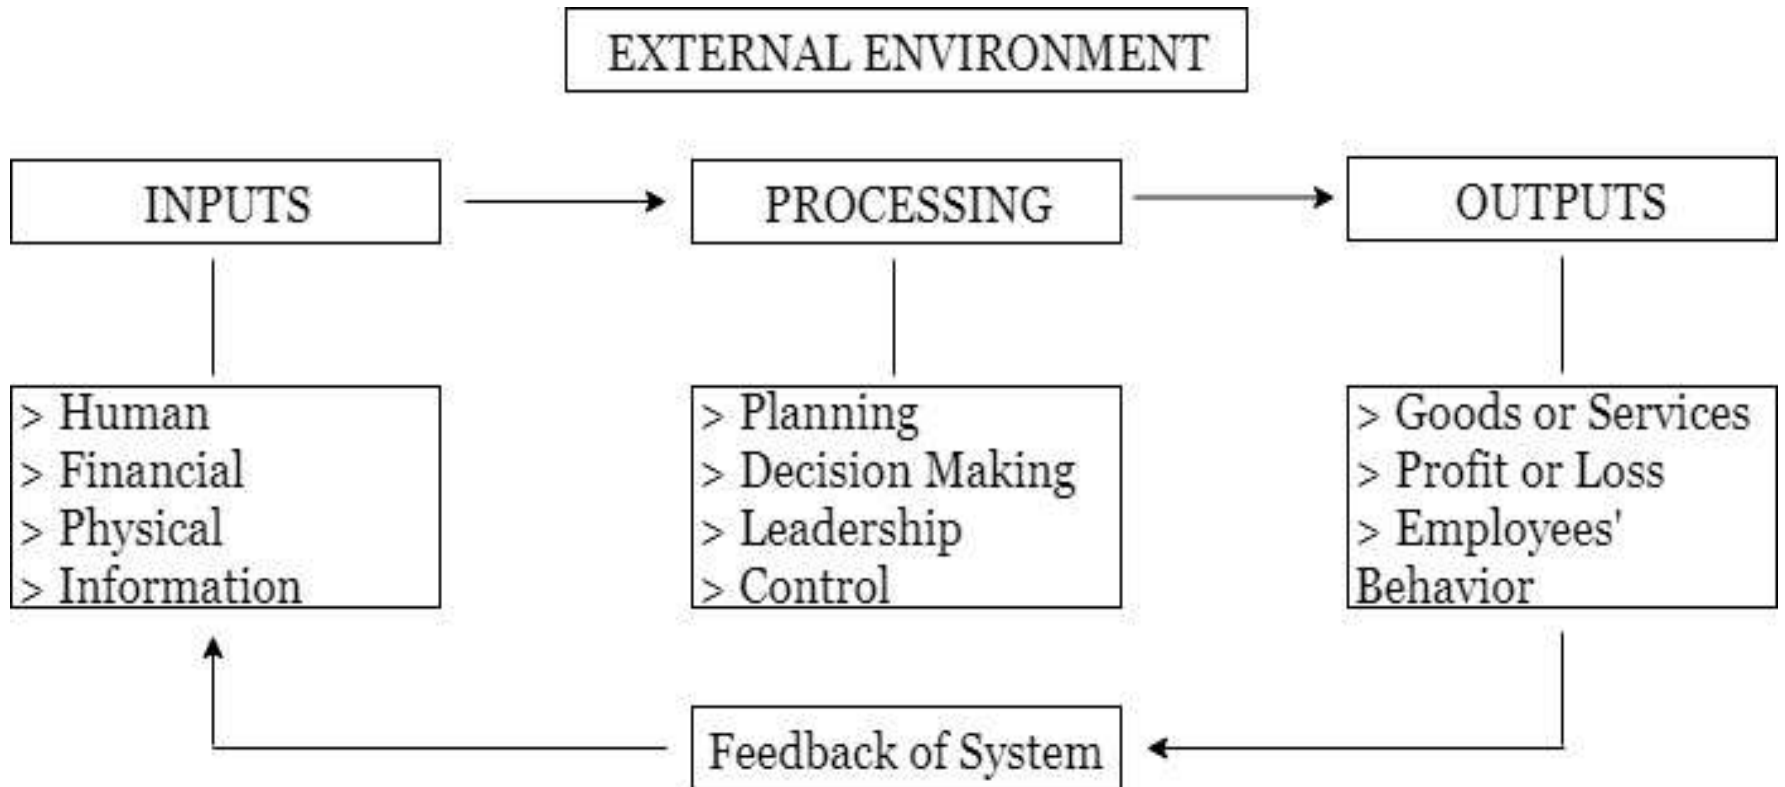 EXTERNAL ENVIRONMENT
INPUTS
PROCESSING
OUTPUTS
> Human
> Financial
> Physical
> Information
> Planning
> Decision Making
> Leadership
> Control
> Goods or Services
> Profit or Loss
> Employees'
Behavior
Feedback of System